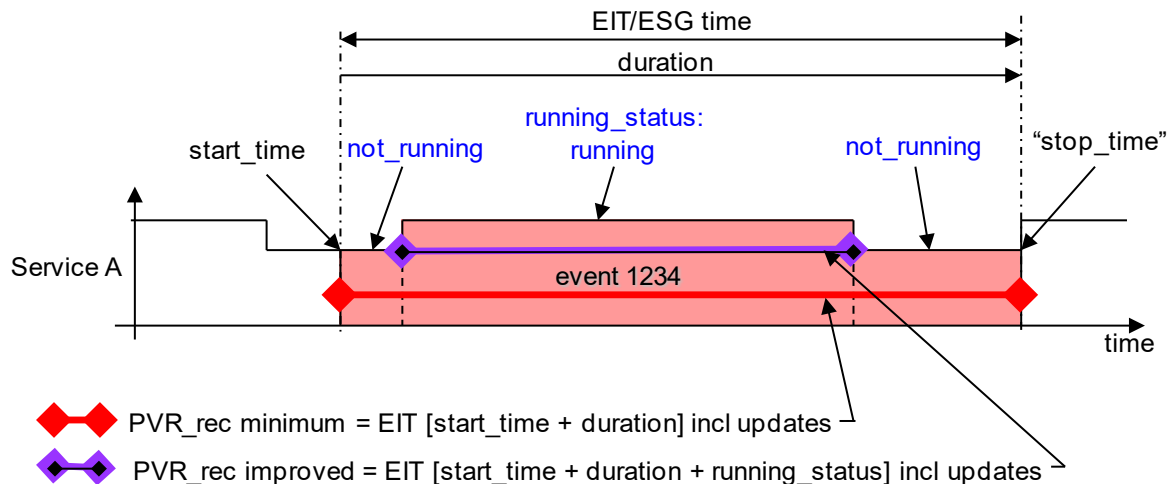 EIT/ESG time
duration
running_status:
running
start_time
not_running
not_running
“stop_time”
Service A
event 1234
time
PVR_rec minimum = EIT [start_time + duration] incl updates
PVR_rec improved = EIT [start_time + duration + running_status] incl updates